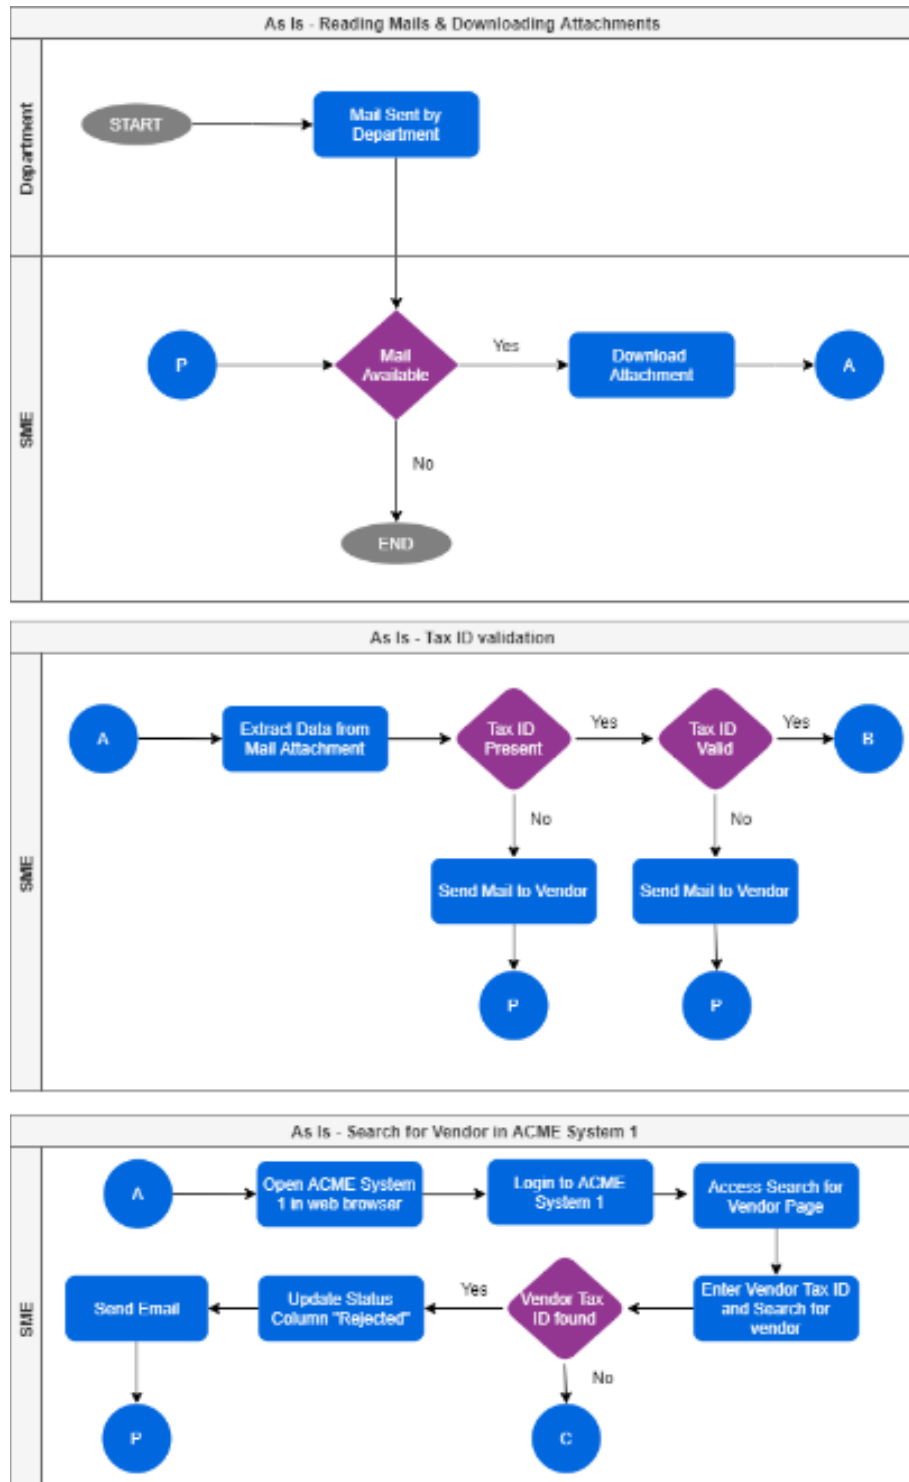 As Is - Reading Mails & Downloading Attachments
Department
START
Mail Sent by
Department
SME
P
Mail
Available
Yes
Download
Attachment
A
No
END
As Is - Tax ID validation
SME
A
Extract Data from
Mail Attachment
Tax ID
Present
Yes
Tax ID
Valid
Yes
B
No
No
Send Mail to Vendor
Send Mail to Vendor
P
P
As Is - Search for Vendor in ACME System 1
SME
A
Open ACME System
1 in web browser
Login to ACME
System 1
Access Search for
Vendor Page
Enter Vendor Tax ID
and Search for
vendor
Vendor Tax
ID found
Yes
Update Status
Column "Rejected"
Send Email
No
P
C